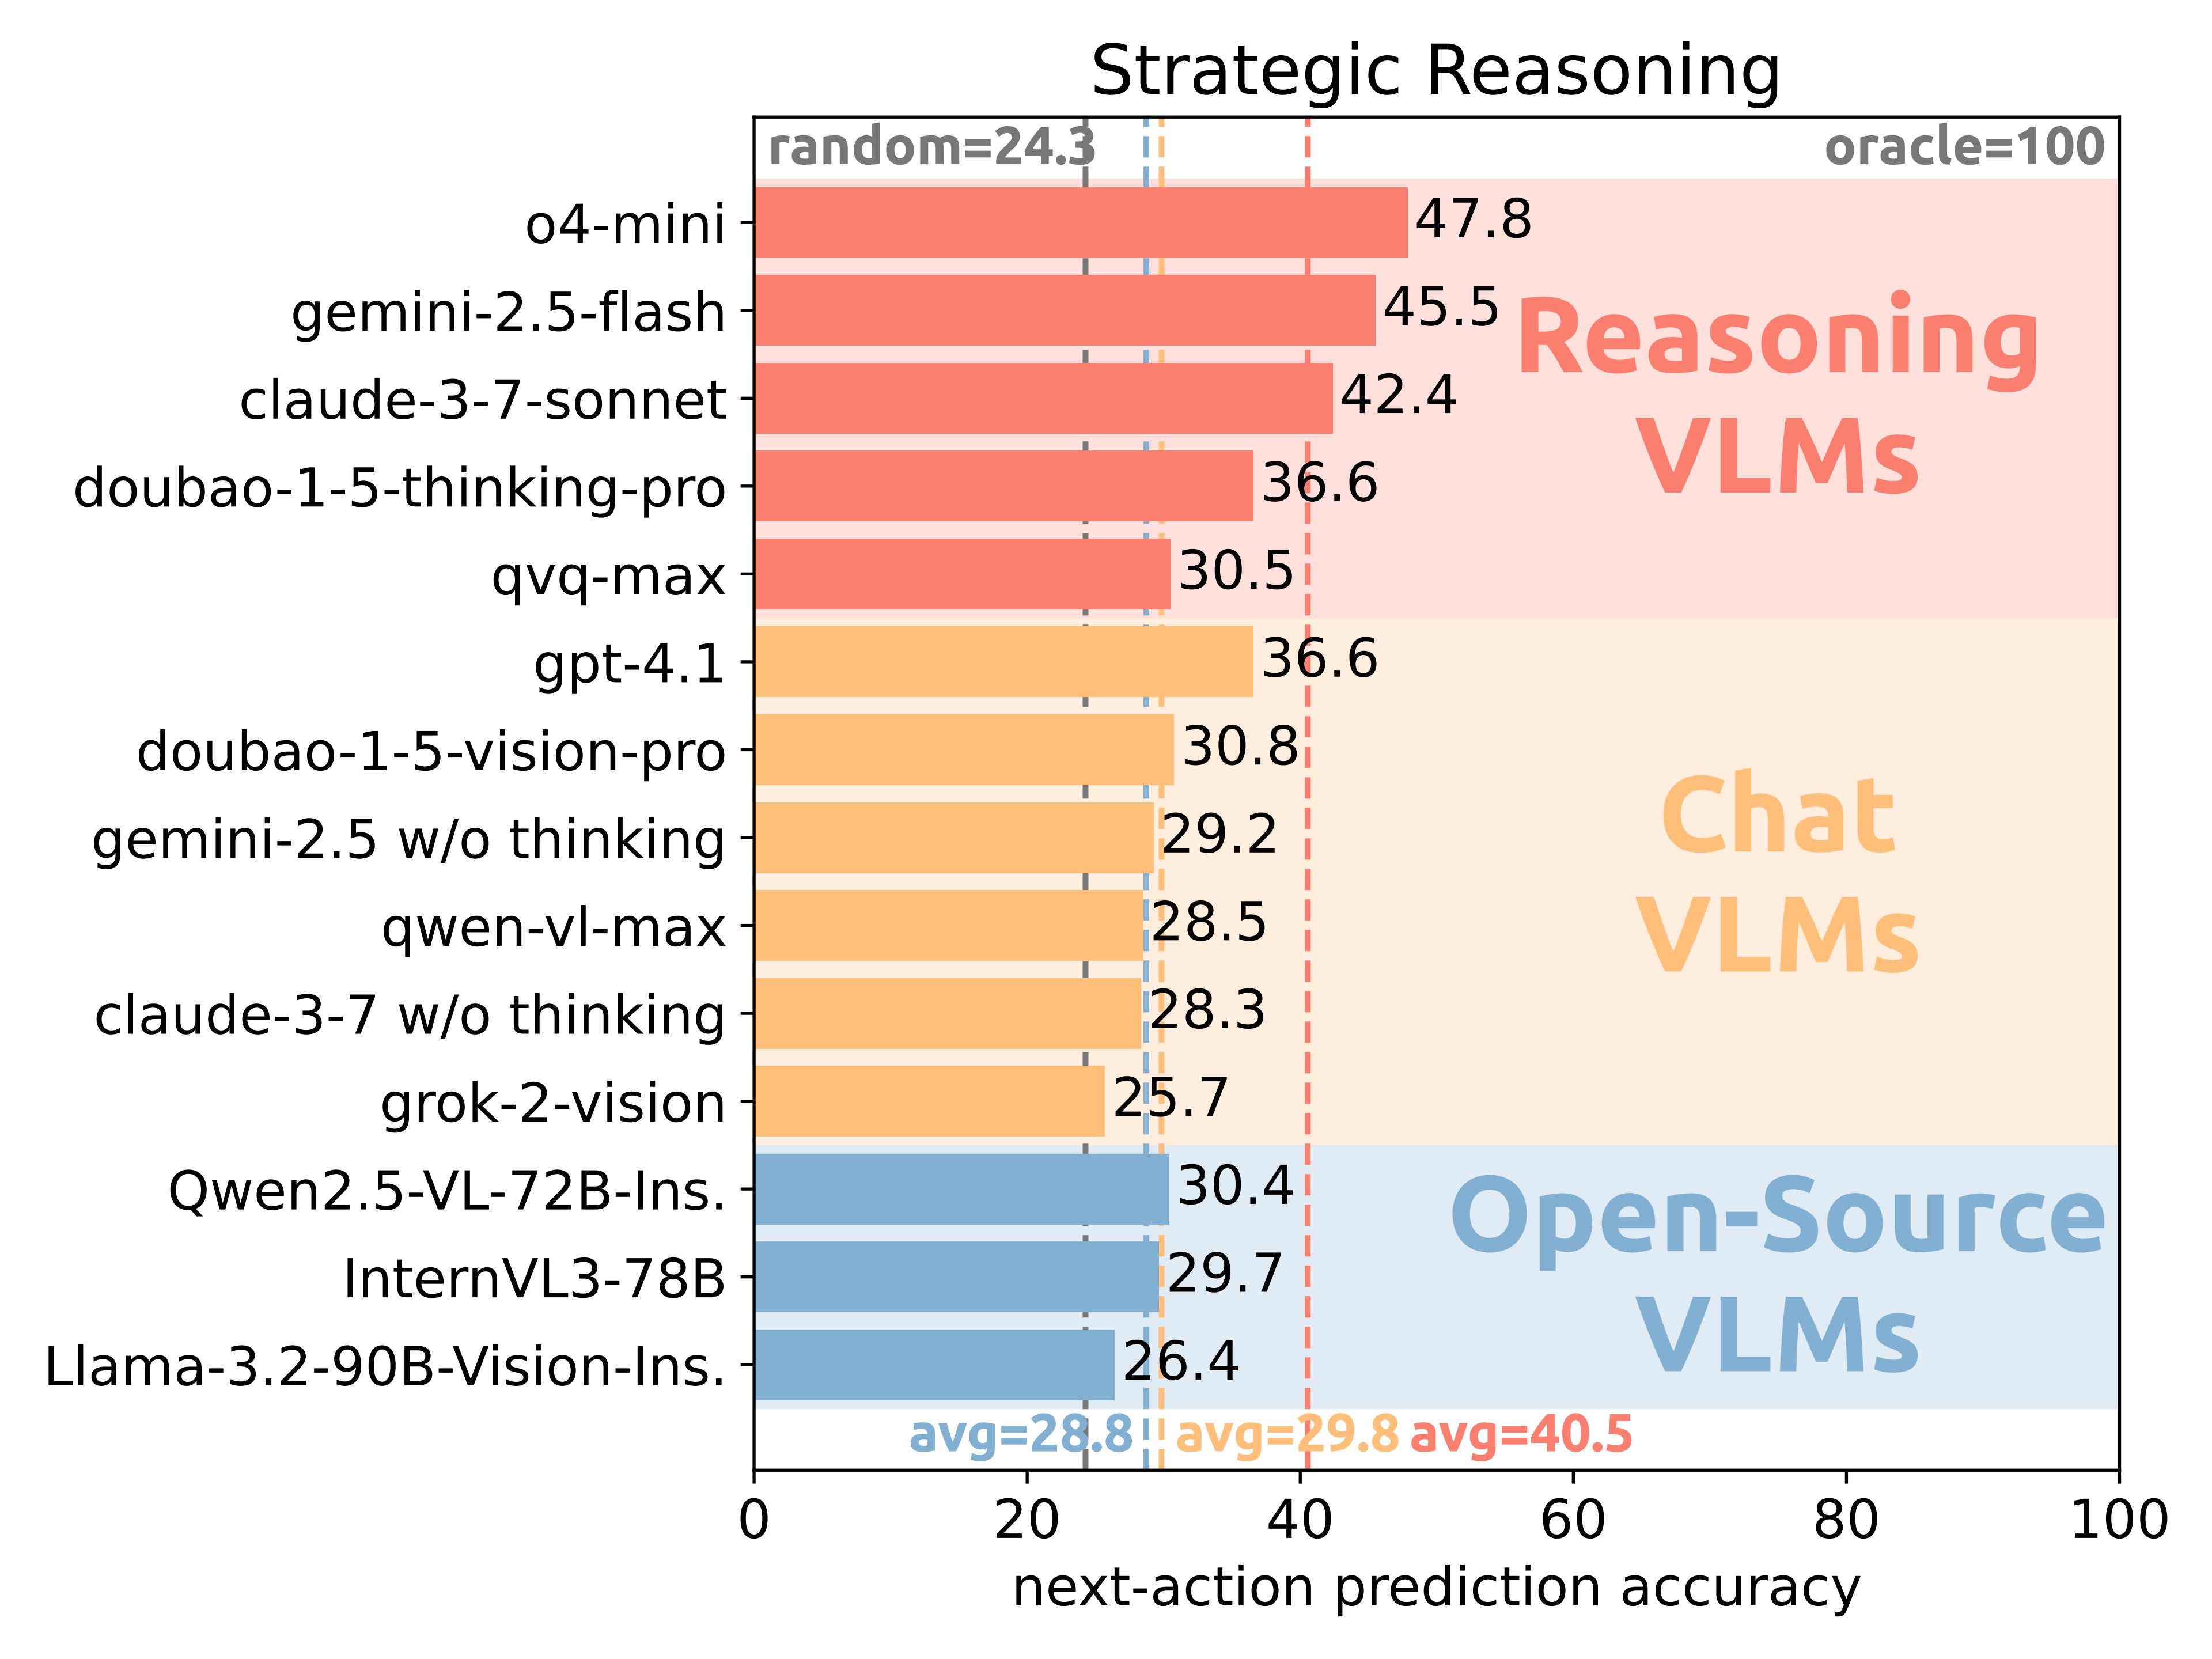 Strategic Reasoning
random=24.3
oracle=100
o4-mini
47.8
gemini-2.5-flash
45.5
claude-3-7-sonnet
42.4
doubao-1-5-thinking-pro
36.6
qvq-max
30.5
Reasoning
VLMs
gpt-4.1
36.6
doubao-1-5-vision-pro
30.8
gemini-2.5 w/o thinking
29.2
qwen-vl-max
28.5
claude-3-7 w/o thinking
28.3
grok-2-vision
25.7
Chat
VLMs
Qwen2.5-VL-72B-Ins.
30.4
InternVL3-78B
29.7
Llama-3.2-90B-Vision-Ins.
26.4
Open-Source
VLMs
avg=28.8
avg=29.8
avg=40.5
0
20
40
60
80
100
next-action prediction accuracy